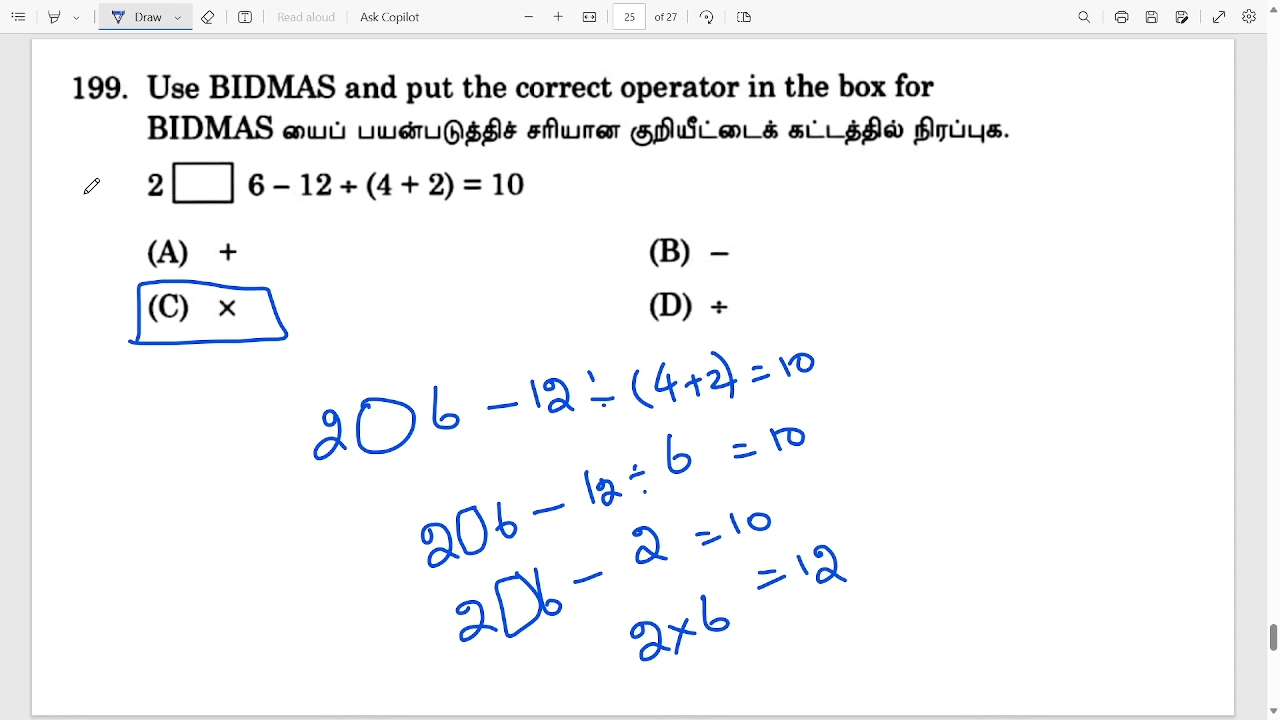 Draw Read aloud Ask Copilot 25 of 27
199. Use BIDMAS and put the correct operator in the box for
BIDMAS யைப் பயன்படுத்திச் சரியான குறியீட்டைக் கட்டத்தில் நிரப்புக.
2 □ 6 – 12 ÷ (4 + 2) = 10
(A) + (B) –
(C) × (D) ÷
2 □ 6 – 12 ÷ (4+2) = 10
2 □ 6 – 12 ÷ 6 = 10
2 □ 6 – 2 = 10
2 × 6 = 12